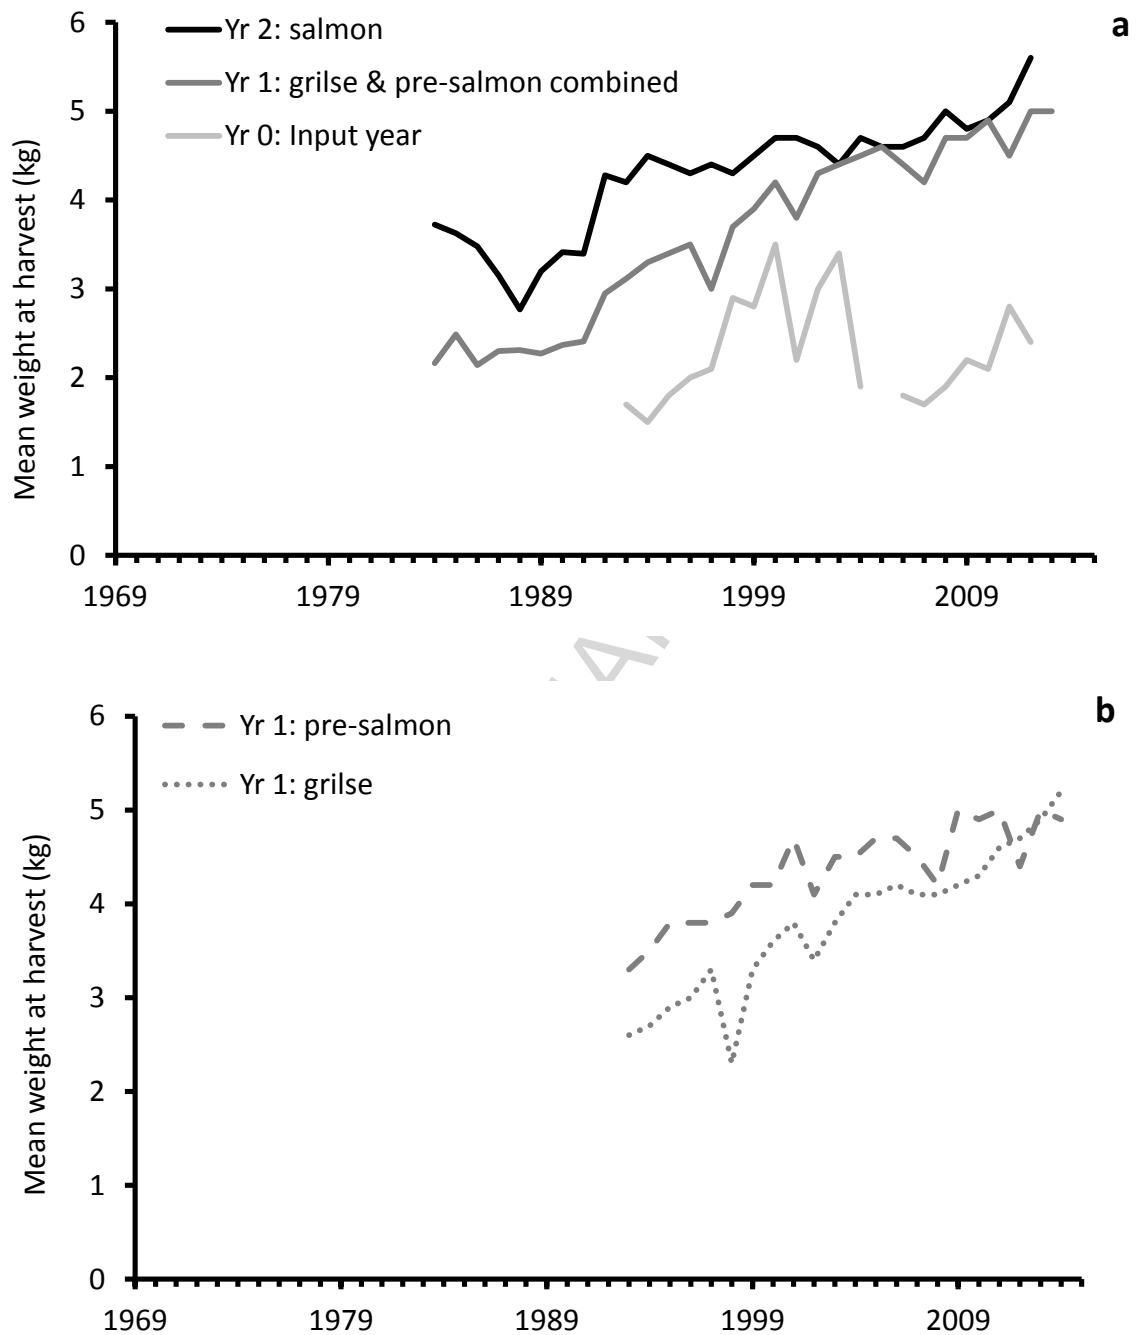 a
Yr 2: salmon
Yr 1: grilse & pre-salmon combined
Yr 0: Input year
Mean weight at harvest (kg)
6
5
4
3
2
1
0
1969 1979 1989 1999 2009
b
Yr 1: pre-salmon
Yr 1: grilse
Mean weight at harvest (kg)
6
5
4
3
2
1
0
1969 1979 1989 1999 2009